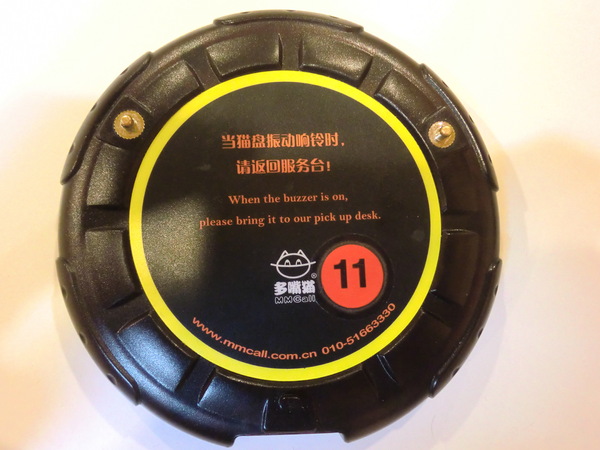 当猫盘振动响铃时，
请返回服务台！
When the buzzer is on,
please bring it to our pick up desk.
11
多嘴猫®
MMCall
www.mmcall.com.cn 010-51663330